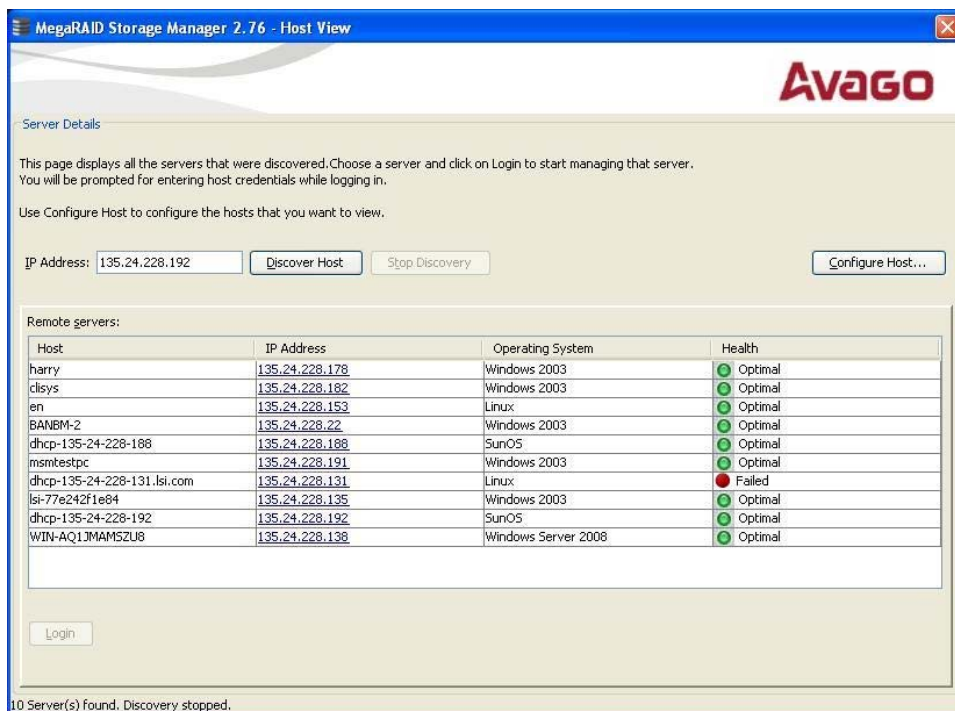 MegaRAID Storage Manager 2.76 - Host View
Avago
Server Details
This page displays all the servers that were discovered.Choose a server and click on Login to start managing that server.
You will be prompted for entering host credentials while logging in.
Use Configure Host to configure the hosts that you want to view.
IP Address: 135.24.228.192 Discover Host Stop Discovery Configure Host...
Remote servers:
Host IP Address Operating System Health
harry 135.24.228.178 Windows 2003 Optimal
clisys 135.24.228.182 Windows 2003 Optimal
en 135.24.228.153 Linux Optimal
BANBM-2 135.24.228.22 Windows 2003 Optimal
dhcp-135-24-228-188 135.24.228.188 SunOS Optimal
msmtestpc 135.24.228.191 Windows 2003 Optimal
dhcp-135-24-228-131.lsi.com 135.24.228.131 Linux Failed
lsi-77e242f1e84 135.24.228.135 Windows 2003 Optimal
dhcp-135-24-228-192 135.24.228.192 SunOS Optimal
WIN-AQ1JMAMSZU8 135.24.228.138 Windows Server 2008 Optimal
Login
10 Server(s) found. Discovery stopped.